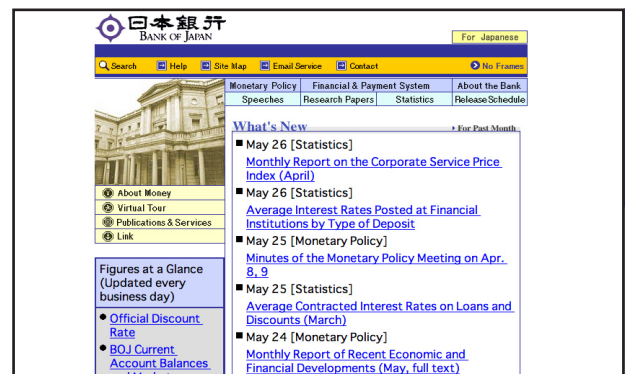 日本銀行
BANK OF JAPAN
For Japanese
Search Help Site Map Email Service Contact No Frames
Monetary Policy Financial & Payment System About the Bank
Speeches Research Papers Statistics Release Schedule
What's New For Past Month
May 26 [Statistics]
Monthly Report on the Corporate Service Price
Index (April)
May 26 [Statistics]
Average Interest Rates Posted at Financial
Institutions by Type of Deposit
May 25 [Monetary Policy]
Minutes of the Monetary Policy Meeting on Apr.
8, 9
May 25 [Statistics]
Average Contracted Interest Rates on Loans and
Discounts (March)
May 24 [Monetary Policy]
Monthly Report of Recent Economic and
Financial Developments (May, full text)
About Money
Virtual Tour
Publications & Services
Link
Figures at a Glance
(Updated every
business day)
Official Discount
Rate
BOJ Current
Account Balances